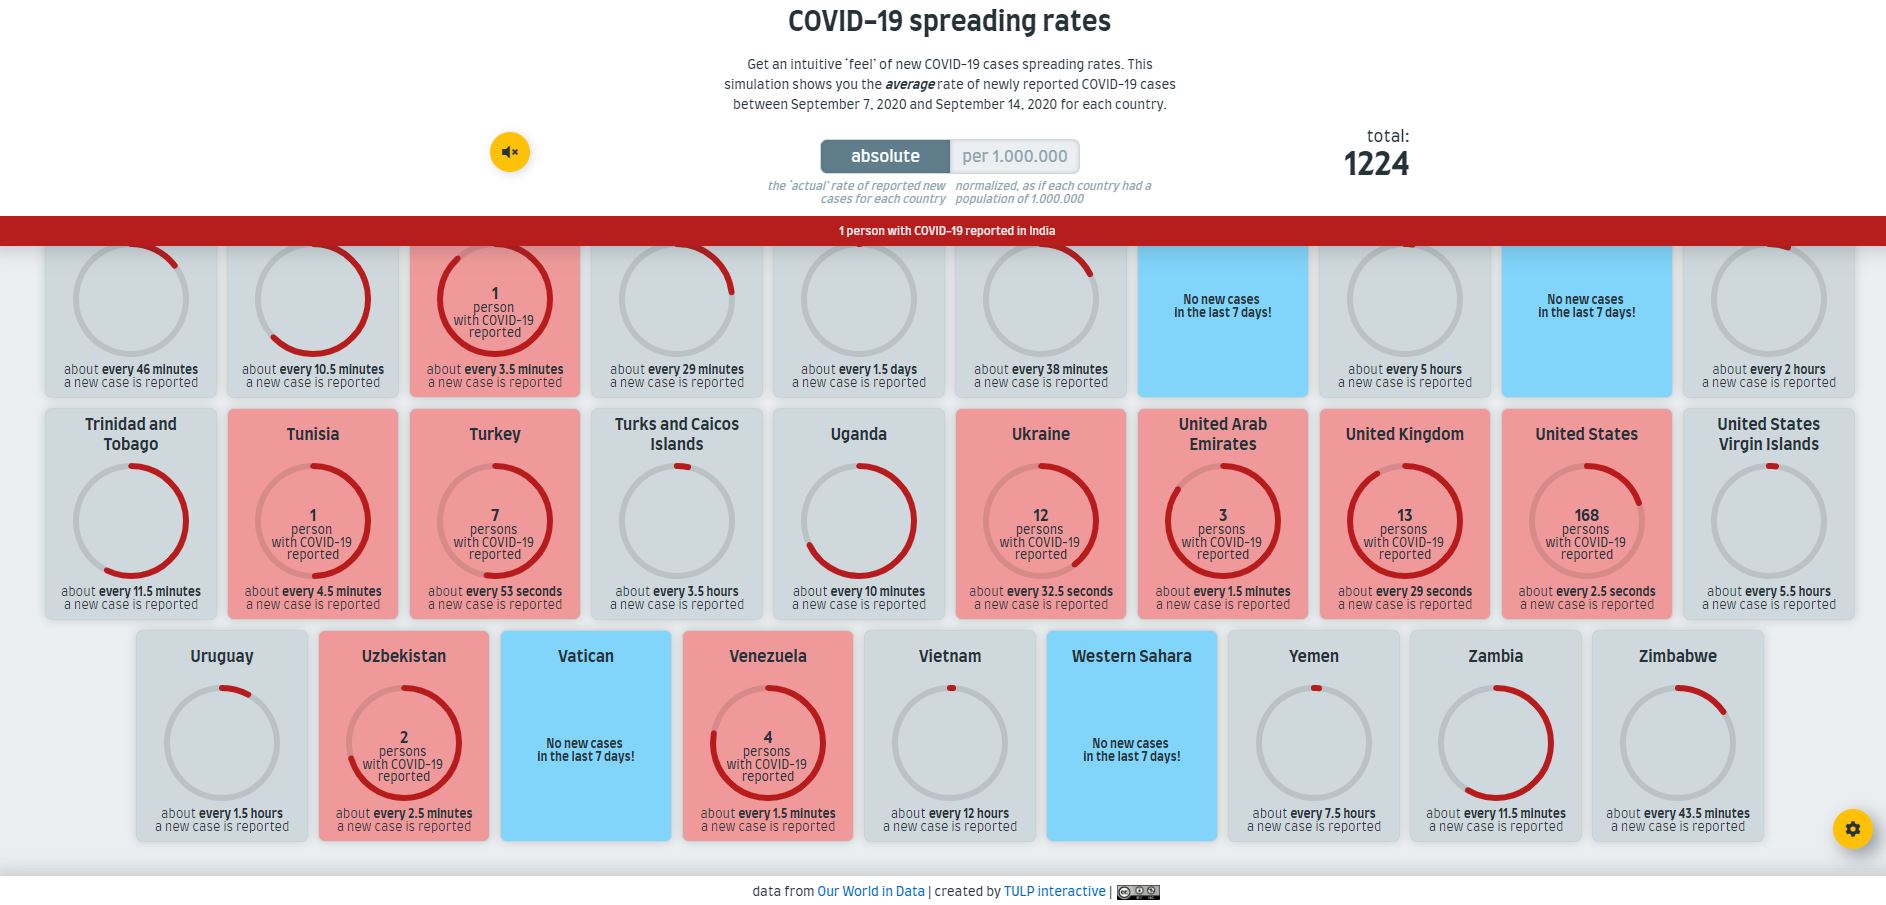 COVID-19 spreading rates
Get an intuitive ‘feel’ of new COVID-19 cases spreading rates. This
simulation shows you the average rate of newly reported COVID-19 cases
between September 7, 2020 and September 14, 2020 for each country.
absolute
per 1.000.000
the ‘actual’ rate of reported new
cases for each country
normalized, as if each country had a
population of 1.000.000
total:
1224
1 person with COVID-19 reported in India
about every 46 minutes
a new case is reported
about every 10.5 minutes
a new case is reported
1
person
with COVID-19
reported
about every 3.5 minutes
a new case is reported
about every 29 minutes
a new case is reported
about every 1.5 days
a new case is reported
about every 38 minutes
a new case is reported
No new cases
in the last 7 days!
about every 5 hours
a new case is reported
No new cases
in the last 7 days!
about every 2 hours
a new case is reported
Trinidad and
Tobago
about every 11.5 minutes
a new case is reported
Tunisia
1
person
with COVID-19
reported
about every 4.5 minutes
a new case is reported
Turkey
7
persons
with COVID-19
reported
about every 53 seconds
a new case is reported
Turks and Caicos
Islands
about every 3.5 hours
a new case is reported
Uganda
about every 10 minutes
a new case is reported
Ukraine
12
persons
with COVID-19
reported
about every 32.5 seconds
a new case is reported
United Arab
Emirates
3
persons
with COVID-19
reported
about every 1.5 minutes
a new case is reported
United Kingdom
13
persons
with COVID-19
reported
about every 29 seconds
a new case is reported
United States
168
persons
with COVID-19
reported
about every 2.5 seconds
a new case is reported
United States
Virgin Islands
about every 5.5 hours
a new case is reported
Uruguay
about every 1.5 hours
a new case is reported
Uzbekistan
2
persons
with COVID-19
reported
about every 2.5 minutes
a new case is reported
Vatican
No new cases
in the last 7 days!
Venezuela
4
persons
with COVID-19
reported
about every 1.5 minutes
a new case is reported
Vietnam
about every 12 hours
a new case is reported
Western Sahara
No new cases
in the last 7 days!
Yemen
about every 7.5 hours
a new case is reported
Zambia
about every 11.5 minutes
a new case is reported
Zimbabwe
about every 43.5 minutes
a new case is reported
data from Our World in Data | created by TULP interactive |